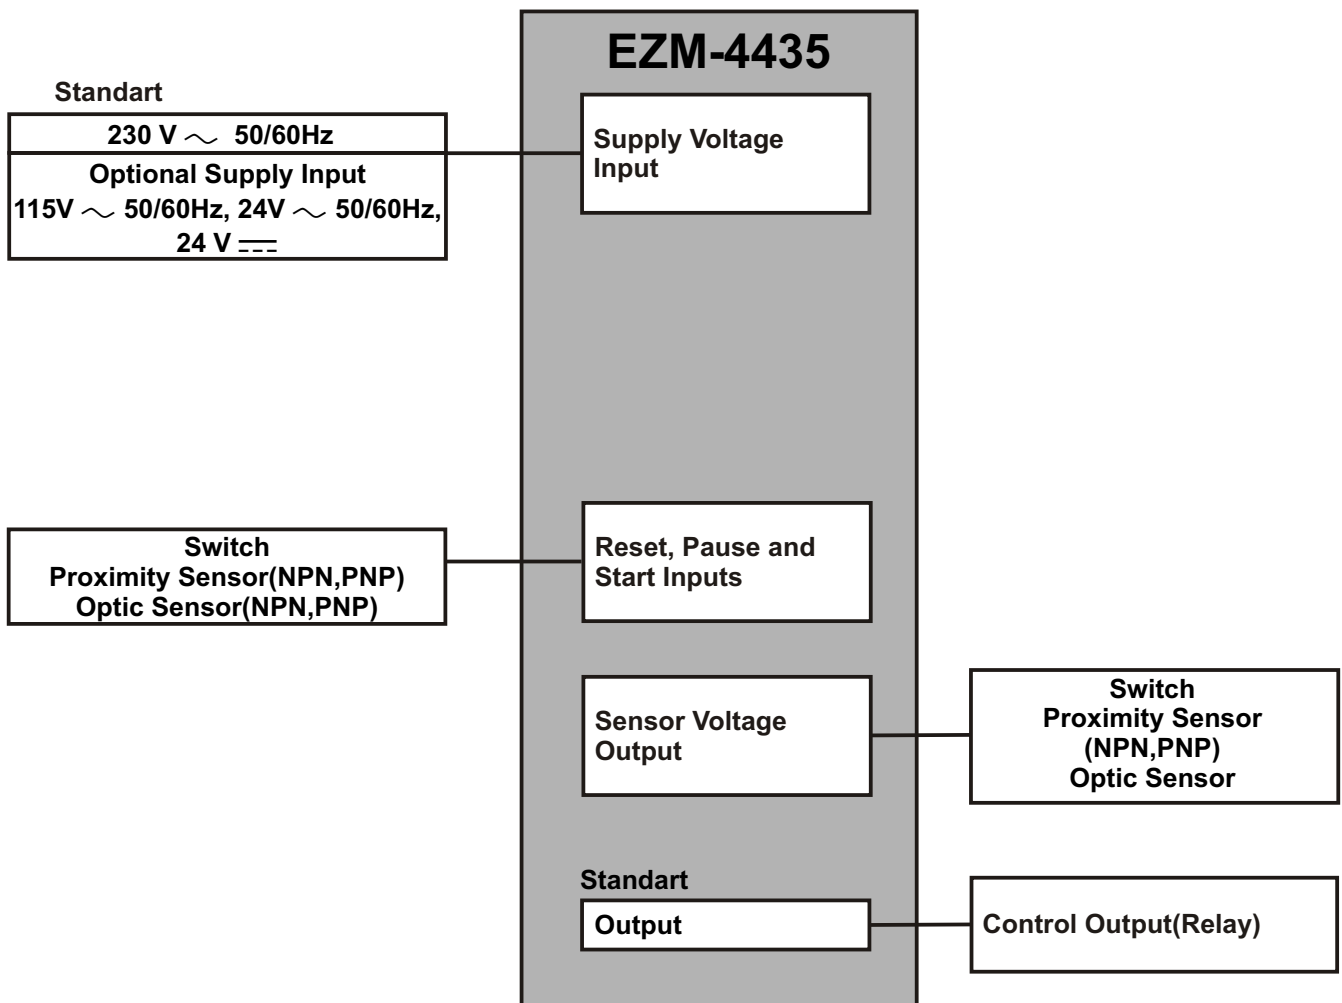 EZM-4435
Standart
230 V ~ 50/60Hz
Optional Supply Input
115V ~ 50/60Hz, 24V ~ 50/60Hz,
24 V ⎓
Supply Voltage
Input
Switch
Proximity Sensor(NPN,PNP)
Optic Sensor(NPN,PNP)
Reset, Pause and
Start Inputs
Sensor Voltage
Output
Switch
Proximity Sensor
(NPN,PNP)
Optic Sensor
Standart
Output
Control Output(Relay)